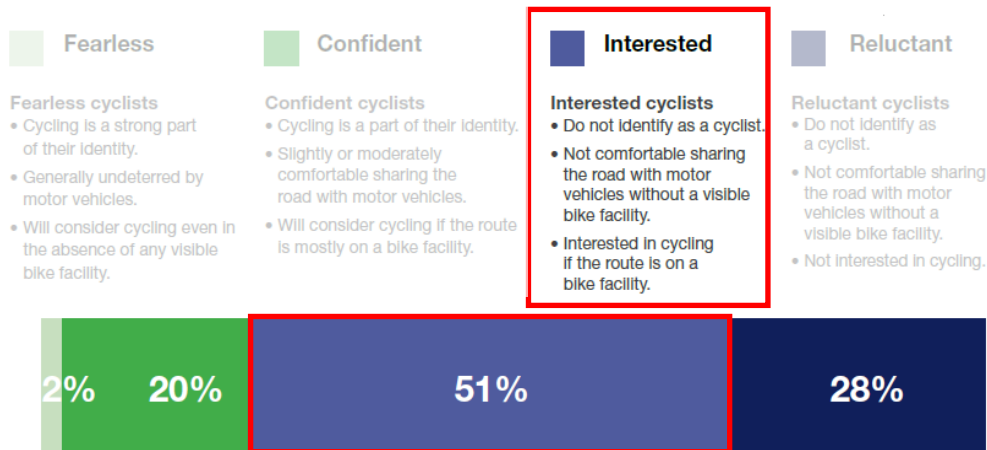 Fearless
Fearless cyclists
• Cycling is a strong part
of their identity.
• Generally undeterred by
motor vehicles.
• Will consider cycling even in
the absence of any visible
bike facility.
Confident
Confident cyclists
• Cycling is a part of their identity.
• Slightly or moderately
comfortable sharing the
road with motor vehicles.
• Will consider cycling if the route
is mostly on a bike facility.
Interested
Interested cyclists
• Do not identify as a cyclist.
• Not comfortable sharing
the road with motor
vehicles without a visible
bike facility.
• Interested in cycling
if the route is on a
bike facility.
Reluctant
Reluctant cyclists
• Do not identify as
a cyclist.
• Not comfortable sharing
the road with motor
vehicles without a
visible bike facility.
• Not interested in cycling.
2%
20%
51%
28%